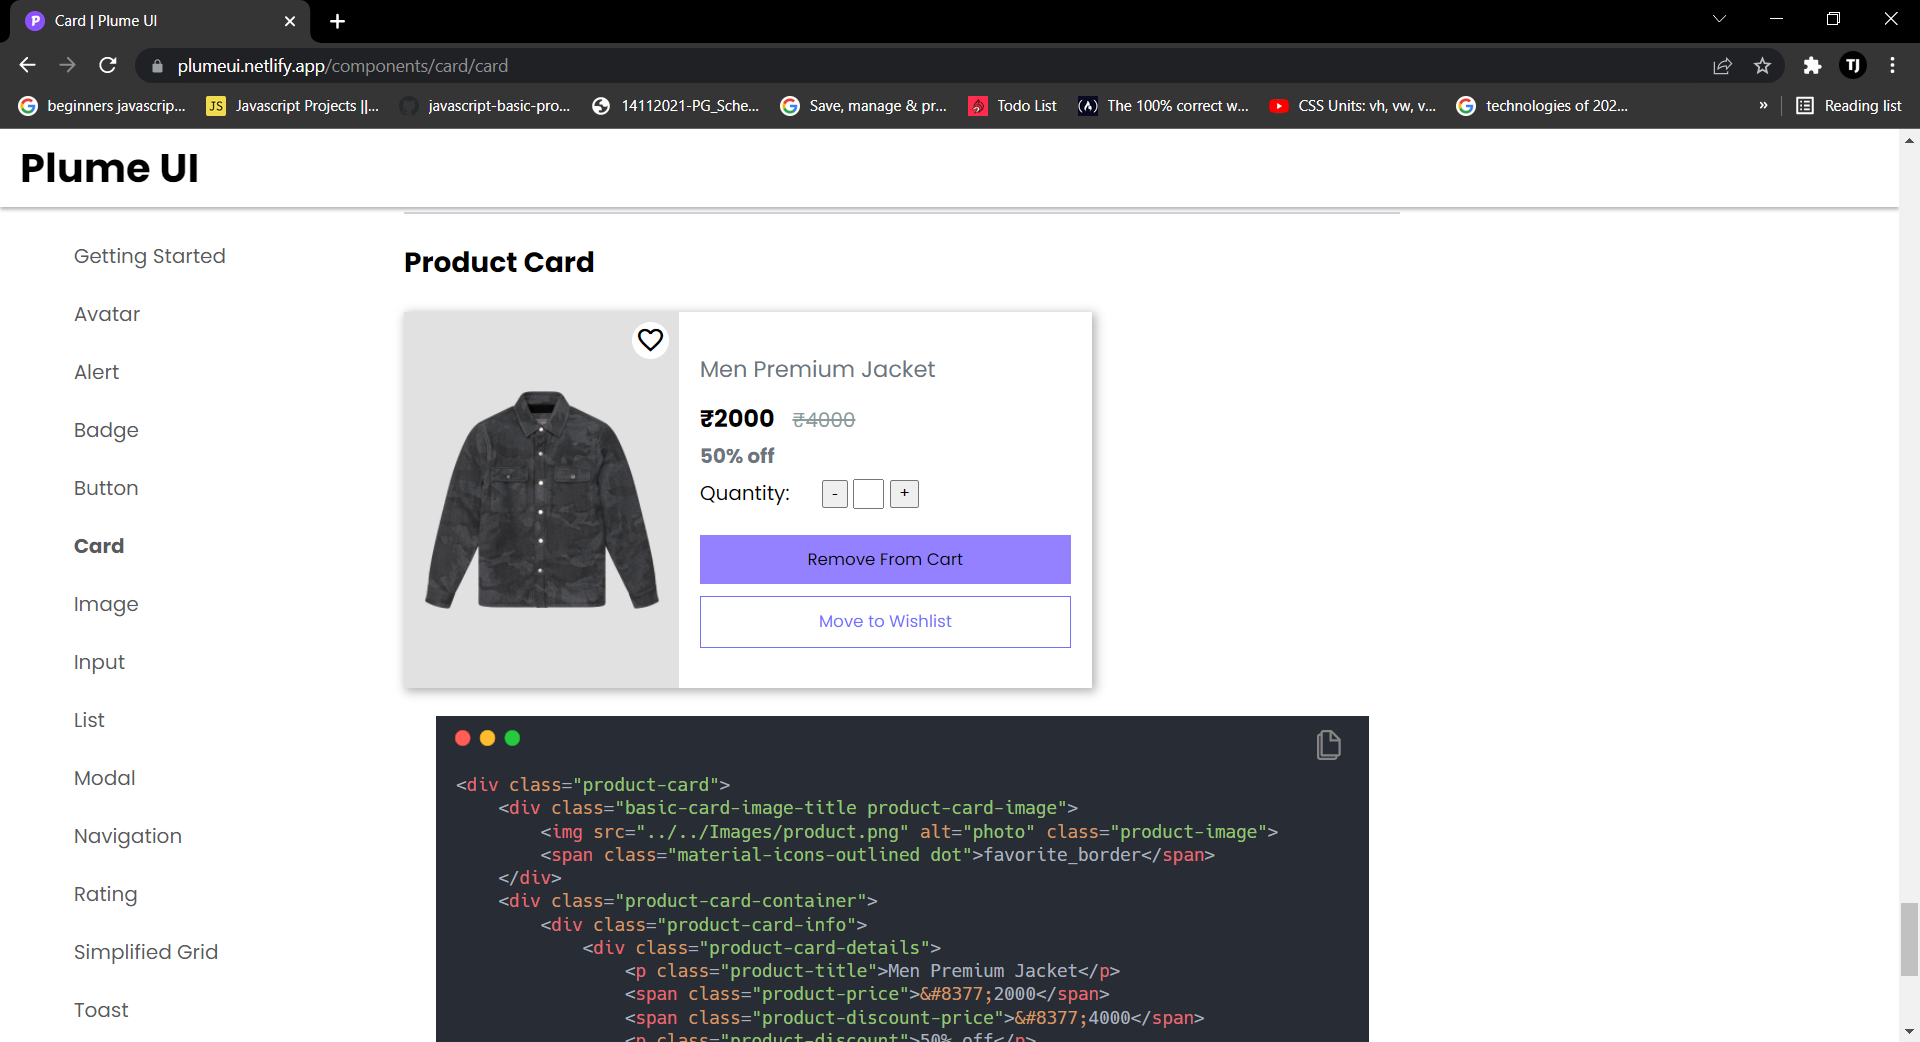 Card | Plume UI
plumeui.netlify.app/components/card/card
beginners javascrip... JS Javascript Projects ||... javascript-basic-pro... 14112021-PG_Sche... Save, manage & pr... Todo List The 100% correct w... CSS Units: vh, vw, v... technologies of 202... » Reading list
TJ
Plume UI
Getting Started
Avatar
Alert
Badge
Button
Card
Image
Input
List
Modal
Navigation
Rating
Simplified Grid
Toast
Product Card
Men Premium Jacket
₹2000 ₹4000
50% off
Quantity: - +
Remove From Cart
Move to Wishlist
<div class="product-card">
<div class="basic-card-image-title product-card-image">
<img src="../../Images/product.png" alt="photo" class="product-image">
<span class="material-icons-outlined dot">favorite_border</span>
</div>
<div class="product-card-container">
<div class="product-card-info">
<div class="product-card-details">
<p class="product-title">Men Premium Jacket</p>
<span class="product-price">&#8377;2000</span>
<span class="product-discount-price">&#8377;4000</span>
<p class="product-discount">50% off</p>